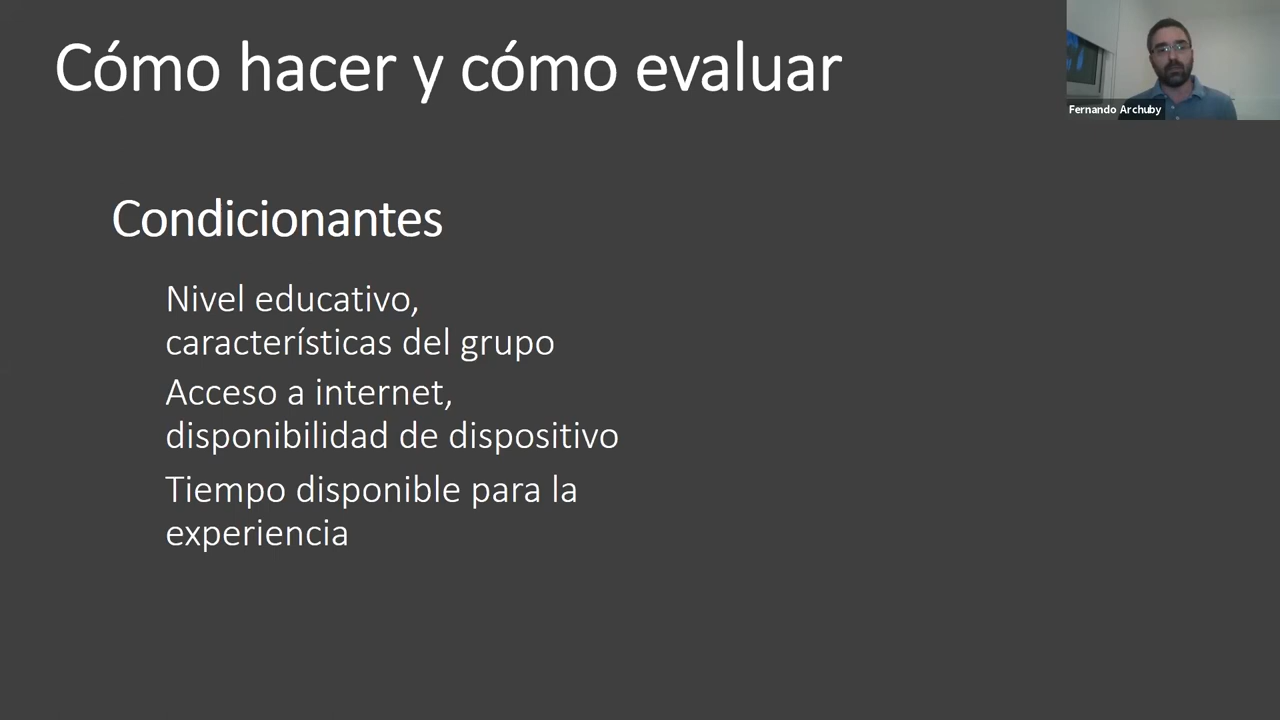 Cómo hacer y cómo evaluar
Fernando Archuby
Condicionantes
Nivel educativo,
características del grupo
Acceso a internet,
disponibilidad de dispositivo
Tiempo disponible para la
experiencia